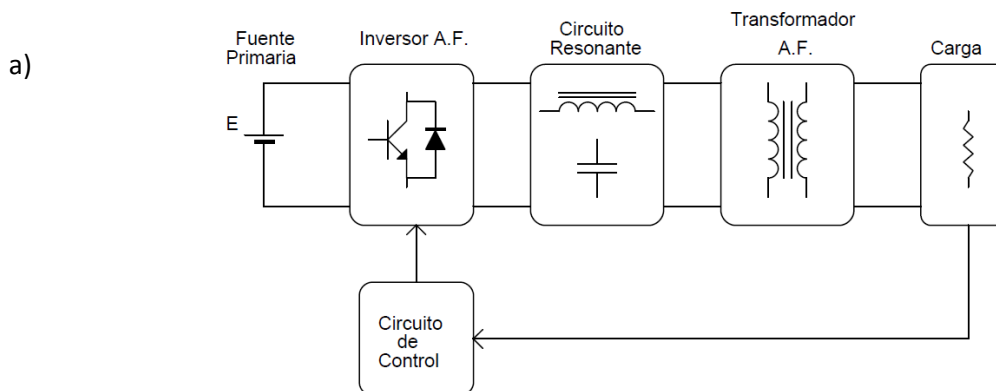 a)
Fuente
Primaria
Inversor A.F.
Circuito
Resonante
Transformador
A.F.
Carga
E
Circuito
de
Control